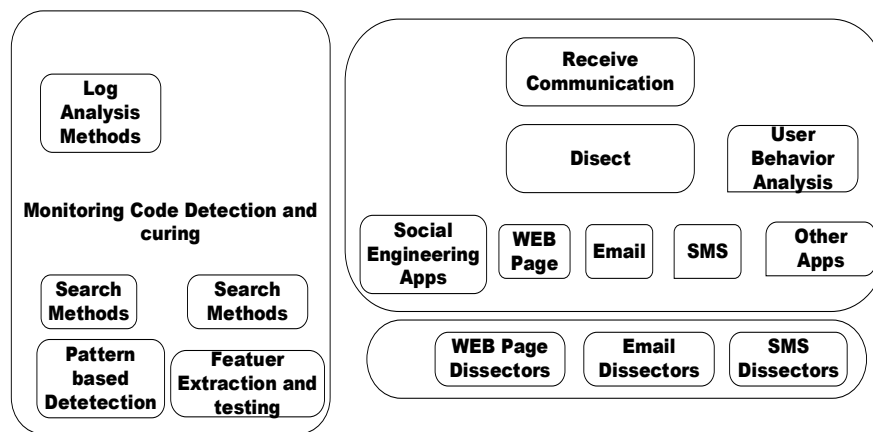 Log
Analysis
Methods
Monitoring Code Detection and
curing
Search
Methods
Search
Methods
Pattern
based
Detetection
Featuer
Extraction and
testing
Receive
Communication
Disect
User
Behavior
Analysis
Social
Engineering
Apps
WEB
Page
Email
SMS
Other
Apps
WEB Page
Dissectors
Email
Dissectors
SMS
Dissectors